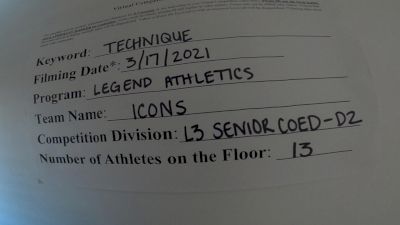 Keyword: TECHNIQUE
Filming Date*: 3/17/2021
Program: LEGEND ATHLETICS
Team Name: ICONS
Competition Division: L3 SENIOR COED-D2
Number of Athletes on the Floor: 13